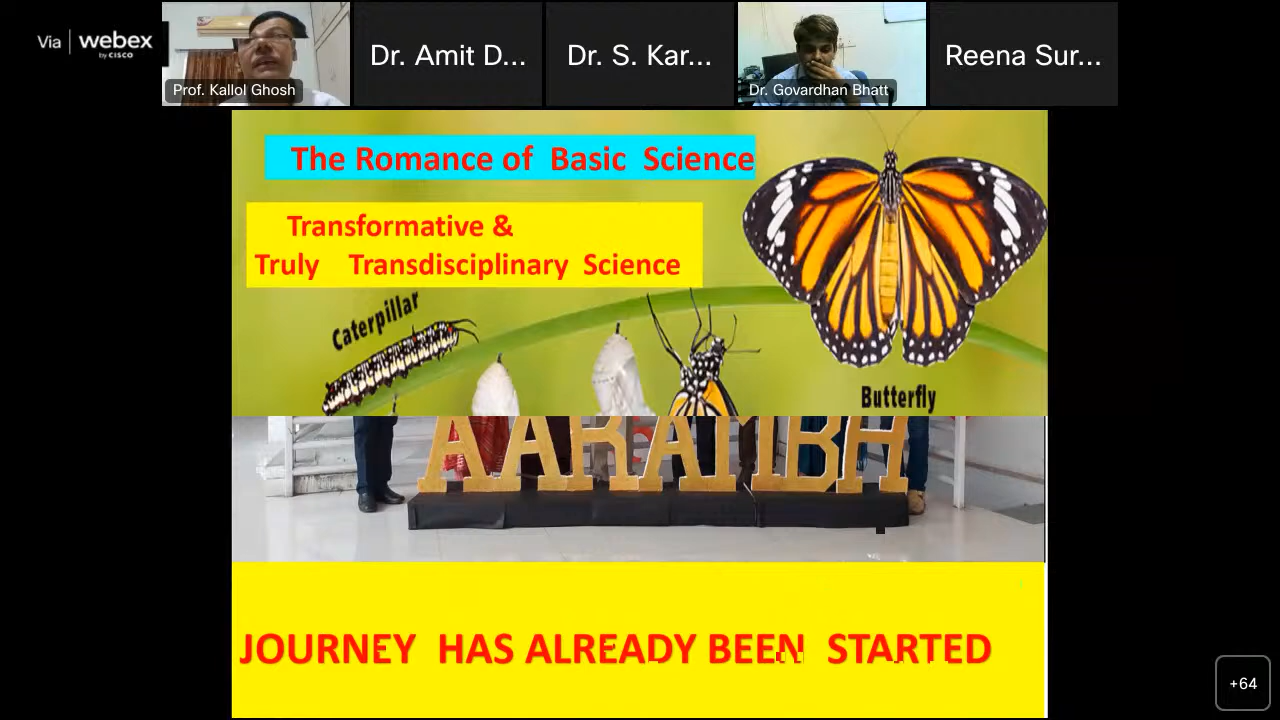 Via webex
by CISCO
Prof. Kallol Ghosh
Dr. Amit D...
Dr. S. Kar...
Dr. Govardhan Bhatt
Reena Sur...
The Romance of Basic Science
Transformative &
Truly Transdisciplinary Science
Caterpillar
Butterfly
AARAMBH
JOURNEY HAS ALREADY BEEN STARTED
+64